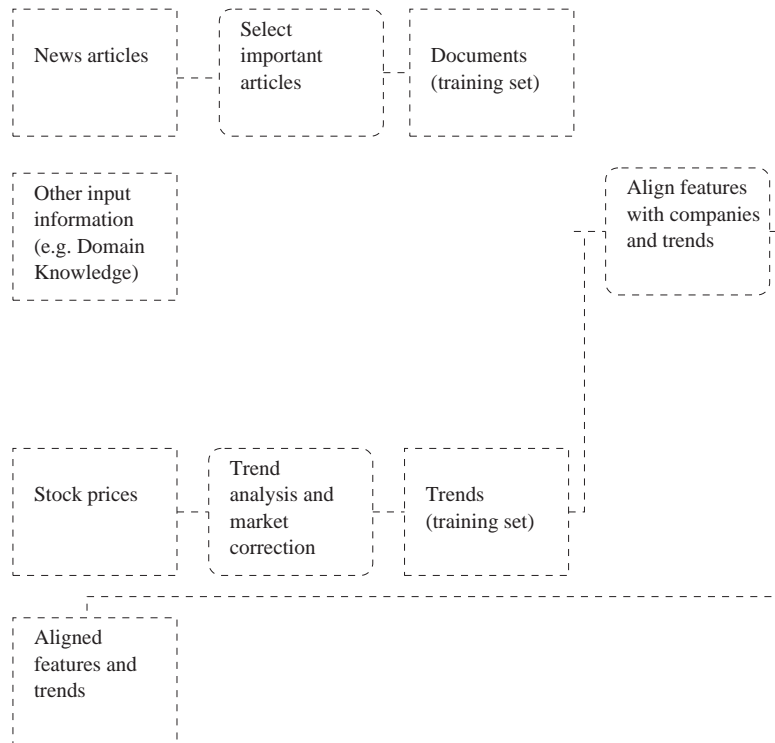 News articles
Select
important
articles
Documents
(training set)
Other input
information
(e.g. Domain
Knowledge)
Align features
with companies
and trends
Stock prices
Trend
analysis and
market
correction
Trends
(training set)
Aligned
features and
trends